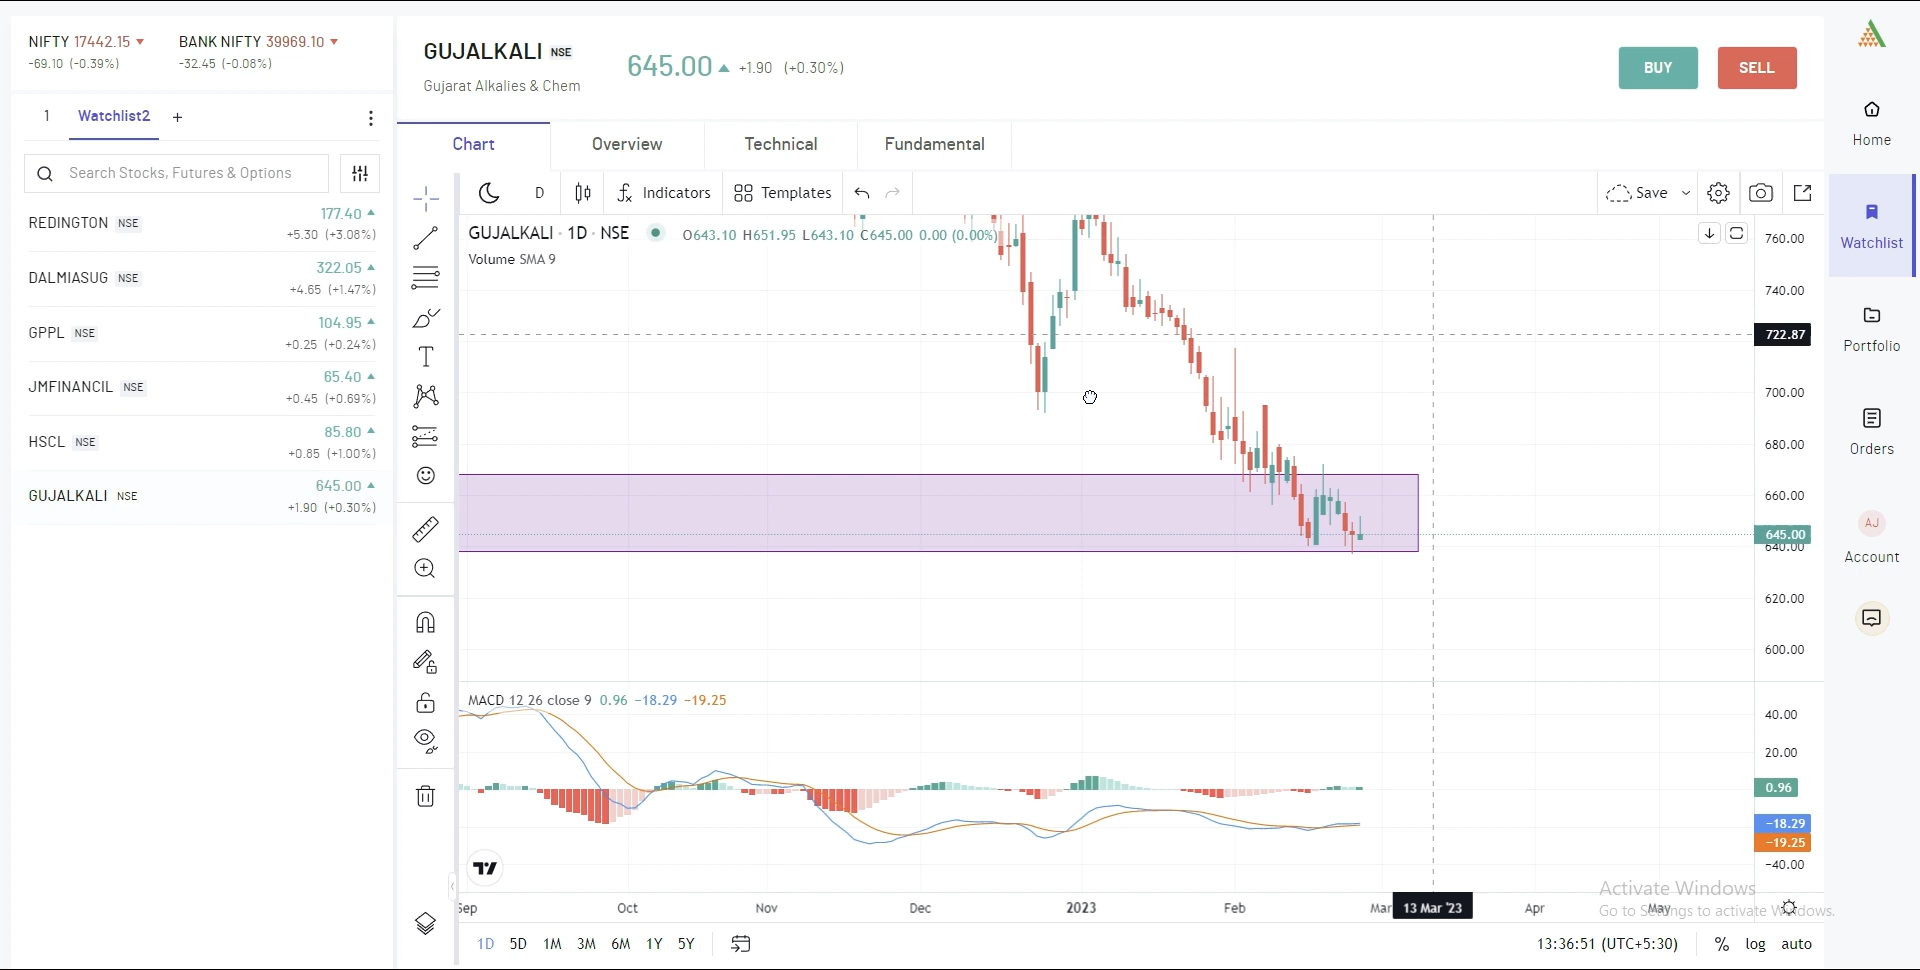 NIFTY 17442.15
-69.10 (-0.39%)
BANK NIFTY 39969.10
-32.45 (-0.08%)
1 Watchlist2 +
Search Stocks, Futures & Options
REDINGTON NSE 177.40
+5.30 (+3.08%)
DALMIASUG NSE 322.05
+4.65 (+1.47%)
GPPL NSE 104.95
+0.25 (+0.24%)
JMFINANCIL NSE 65.40
+0.45 (+0.69%)
HSCL NSE 85.80
+0.85 (+1.00%)
GUJALKALI NSE 645.00
+1.90 (+0.30%)
GUJALKALI NSE
Gujarat Alkalies & Chem
645.00 +1.90 (+0.30%)
BUY SELL
Chart Overview Technical Fundamental
D Indicators Templates Save
GUJALKALI · 1D · NSE O643.10 H651.95 L643.10 C645.00 0.00 (0.00%)
Volume SMA 9
760.00
740.00
722.87
700.00
680.00
660.00
645.00
640.00
620.00
600.00
MACD 12 26 close 9 0.96 −18.29 −19.25
40.00
20.00
0.96
−18.29
−19.25
−40.00
Sep Oct Nov Dec 2023 Feb Mar 13 Mar '23 Apr May
1D 5D 1M 3M 6M 1Y 5Y
13:36:51 (UTC+5:30) % log auto
Activate Windows
Go to Settings to activate Windows.
Home
Watchlist
Portfolio
Orders
AJ
Account